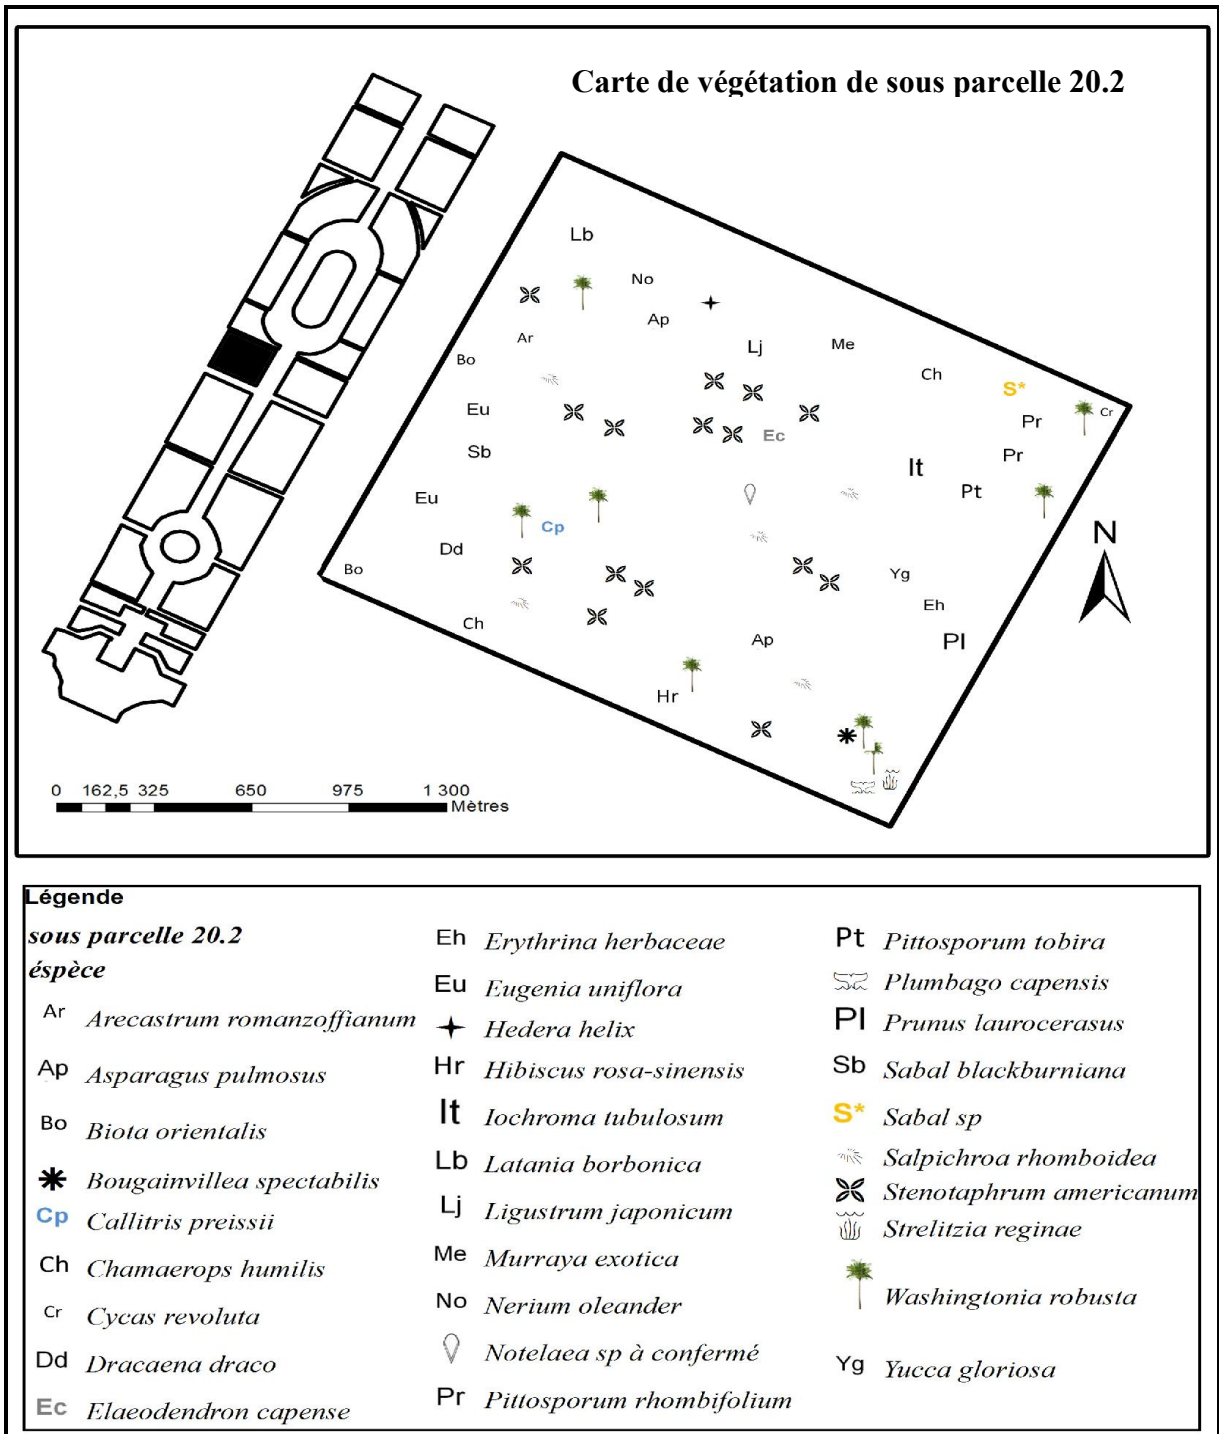 Carte de végétation de sous parcelle 20.2
Lb
No
Ap
Ar
Lj
Me
Bo
Ch
S*
Cr
Eu
Pr
Ec
Sb
Pr
It
Pt
Eu
Cp
N
Dd
Bo
Yg
Eh
Ch
Ap
Pl
Hr
0 162,5 325 650 975 1 300
Mètres
Légende
sous parcelle 20.2
éspèce
Ar Arecastrum romanzoffianum
Ap Asparagus pulmosus
Bo Biota orientalis
Bougainvillea spectabilis
Cp Callitris preissii
Ch Chamaerops humilis
Cr Cycas revoluta
Dd Dracaena draco
Ec Elaeodendron capense
Eh Erythrina herbaceae
Eu Eugenia uniflora
Hedera helix
Hr Hibiscus rosa-sinensis
It Iochroma tubulosum
Lb Latania borbonica
Lj Ligustrum japonicum
Me Murraya exotica
No Nerium oleander
Notelaea sp à confermé
Pr Pittosporum rhombifolium
Pt Pittosporum tobira
Plumbago capensis
Pl Prunus laurocerasus
Sb Sabal blackburniana
S* Sabal sp
Salpichroa rhomboidea
Stenotaphrum americanum
Strelitzia reginae
Washingtonia robusta
Yg Yucca gloriosa